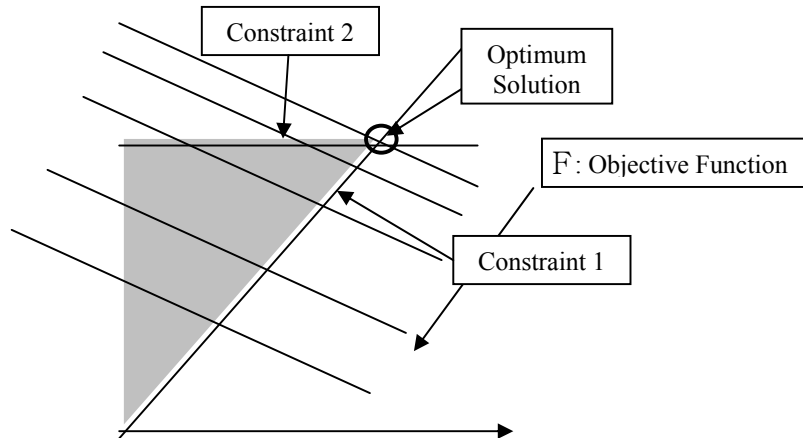 Constraint 2
Optimum
Solution
F: Objective Function
Constraint 1